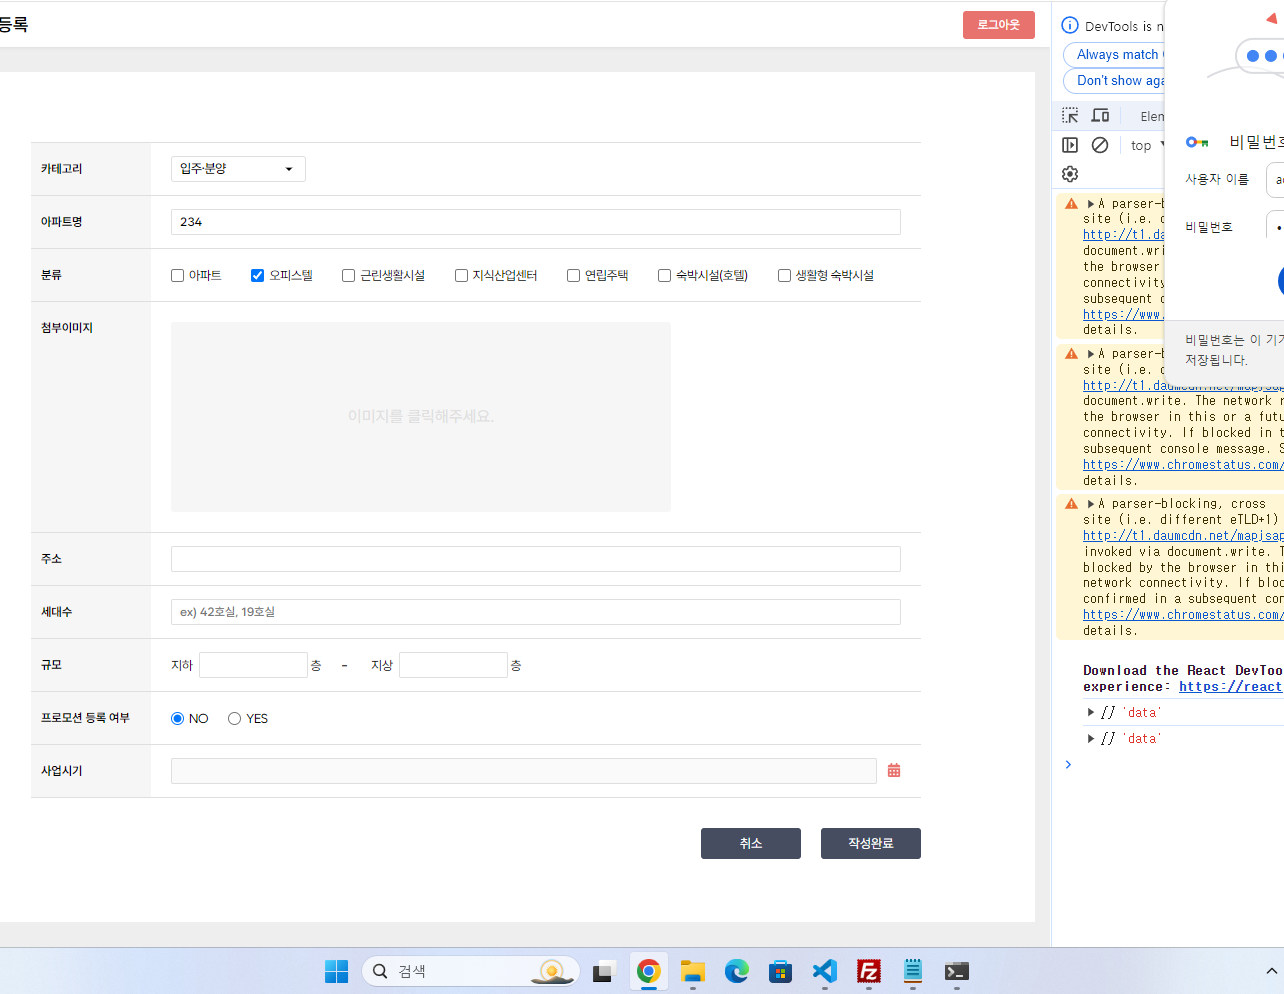 등록
로그아웃
카테고리
입주·분양
아파트명
234
분류
아파트
오피스텔
근린생활시설
지식산업센터
연립주택
숙박시설(호텔)
생활형 숙박시설
첨부이미지
이미지를 클릭해주세요.
주소
세대수
ex) 42호실, 19호실
규모
지하
층
-
지상
층
프로모션 등록 여부
NO
YES
사업시기
취소
작성완료
DevTools is n
Always match
Don't show aga
Elem
top
A parser-b
site (i.e. d
http://t1.da
document.wri
the browser
connectivity
subsequent c
https://www.
details.
A parser-b
site (i.e. d
http://t1.daumcdn.net/mapjsap
document.write. The network r
the browser in this or a futu
connectivity. If blocked in t
subsequent console message. S
https://www.chromestatus.com/
details.
A parser-blocking, cross
site (i.e. different eTLD+1)
http://t1.daumcdn.net/mapjsap
invoked via document.write. T
blocked by the browser in thi
network connectivity. If bloc
confirmed in a subsequent con
https://www.chromestatus.com/
details.
Download the React DevToo
experience: https://react
[] 'data'
[] 'data'
비밀번호
사용자 이름
비밀번호
비밀번호는 이 기기
저장됩니다.
검색